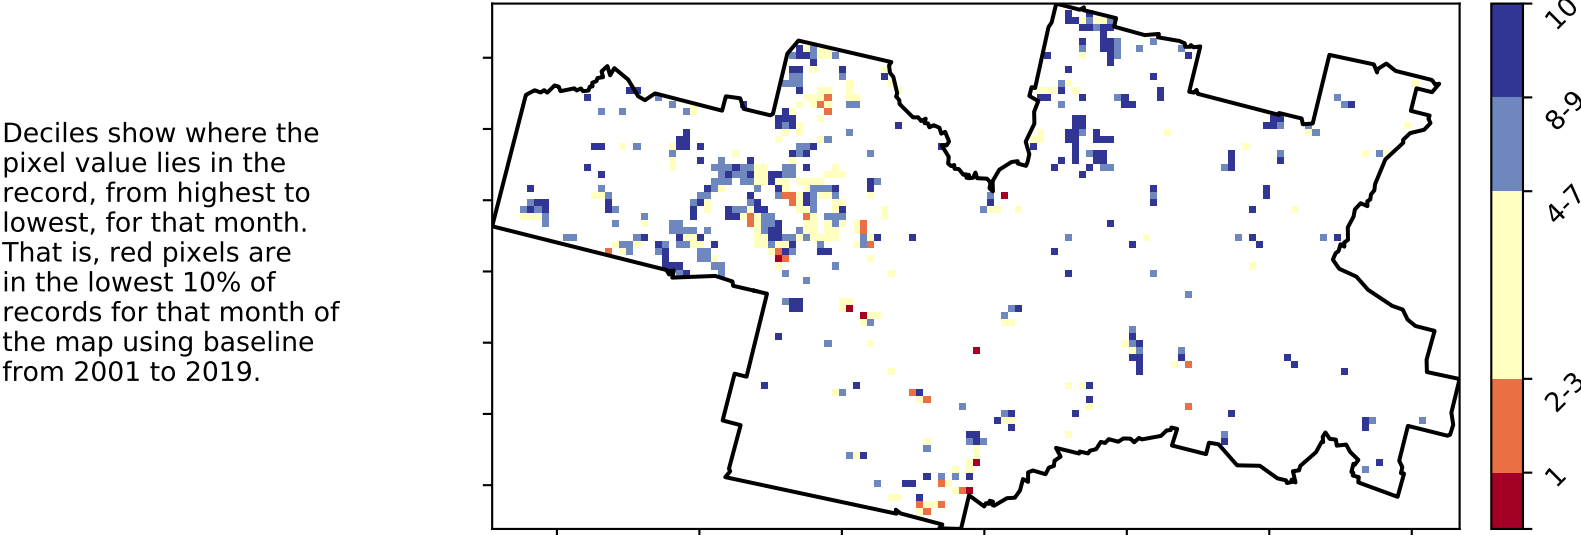 Deciles show where the
pixel value lies in the
record, from highest to
lowest, for that month.
That is, red pixels are
in the lowest 10% of
records for that month of
the map using baseline
from 2001 to 2019.
10
8-9
4-7
2-3
1